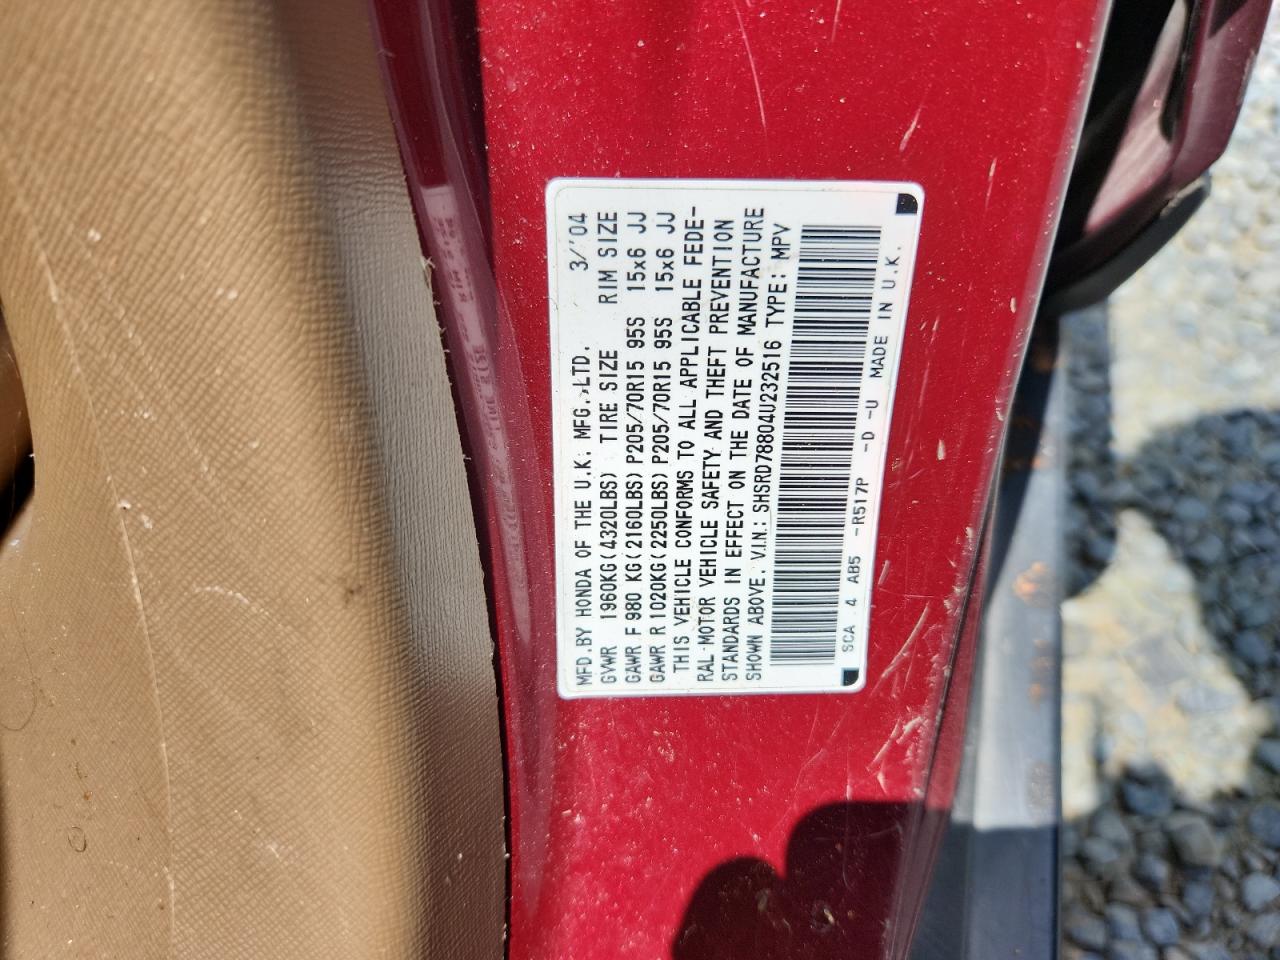 MFD.BY HONDA OF THE U.K. MFG.,LTD. 3/'04
GVWR 1960KG(4320LBS) TIRE SIZE RIM SIZE
GAWR F 980 KG(2160LBS) P205/70R15 95S 15x6 JJ
GAWR R 1020KG(2250LBS) P205/70R15 95S 15x6 JJ
THIS VEHICLE CONFORMS TO ALL APPLICABLE FEDE-
RAL MOTOR VEHICLE SAFETY AND THEFT PREVENTION
STANDARDS IN EFFECT ON THE DATE OF MANUFACTURE
SHOWN ABOVE. V.I.N.: SHSRD78804U232516 TYPE: MPV
SCA 4 AB5 -R517P -D -U MADE IN U.K.